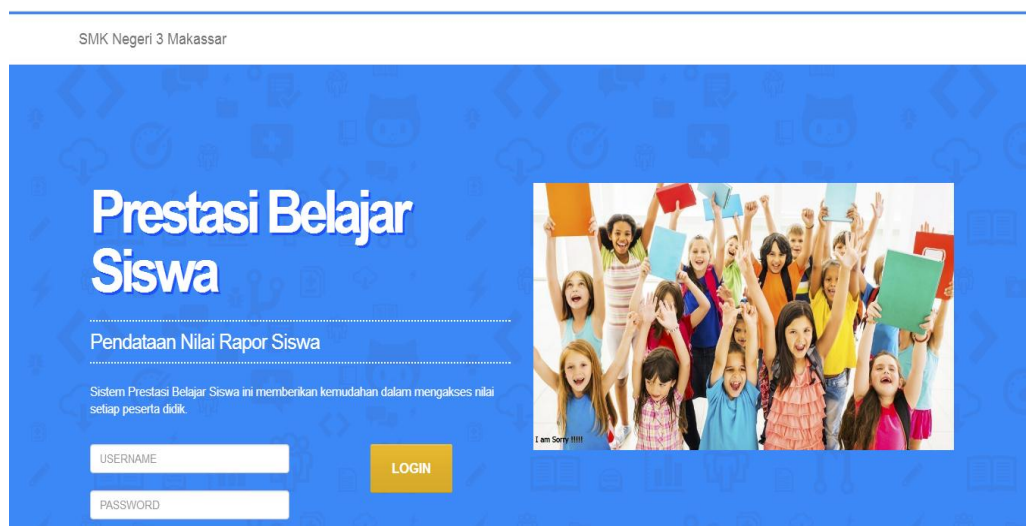 SMK Negeri 3 Makassar
Prestasi Belajar
Siswa
Pendataan Nilai Rapor Siswa
Sistem Prestasi Belajar Siswa ini memberikan kemudahan dalam mengakses nilai
setiap peserta didik.
USERNAME
LOGIN
PASSWORD
I am Sorry !!!!!